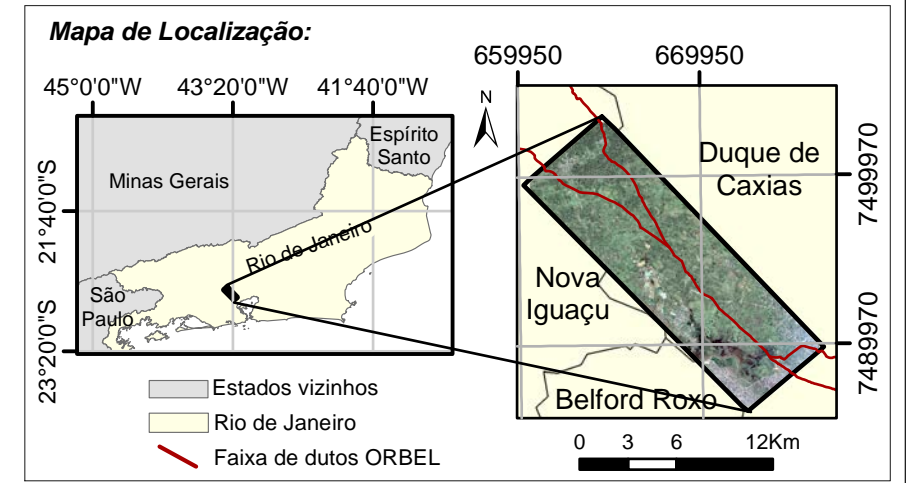 Mapa de Localização:
45°0'0"W 43°20'0"W 41°40'0"W
21°40'0"S
23°20'0"S
Espírito
Santo
Minas Gerais
Rio de Janeiro
São
Paulo
Estados vizinhos
Rio de Janeiro
Faixa de dutos ORBEL
659950 669950
N
Duque de
Caxias
7499970
Nova
Iguaçu
7489970
Belford Roxo
0 3 6 12Km